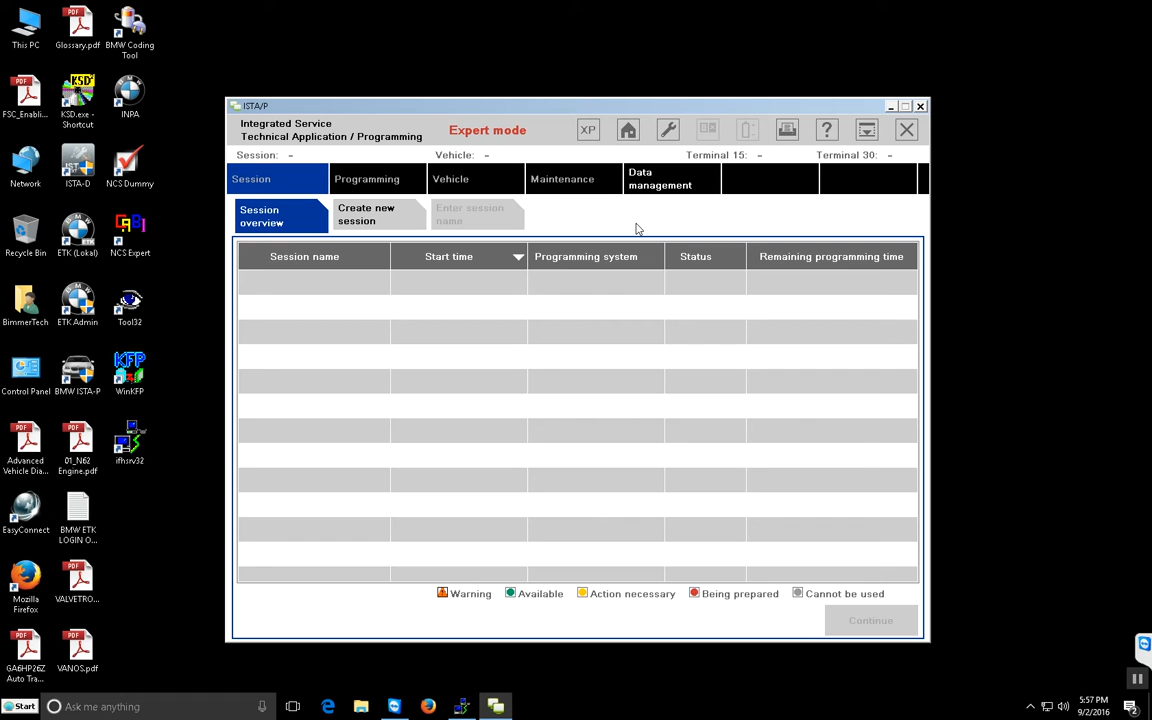 This PC
Glossary.pdf
BMW Coding
Tool
FSC_Enabli...
KSD.exe -
Shortcut
INPA
Network
ISTA-D
NCS Dummy
Recycle Bin
ETK (Lokal)
NCS Expert
BimmerTech
ETK Admin
Tool32
Control Panel
BMW ISTA-P
WinKFP
Advanced
Vehicle Dia...
01_N62
Engine.pdf
ifhsrv32
EasyConnect
BMW ETK
LOGIN O...
Mozilla
Firefox
VALVETRO...
GA6HP26Z
Auto Tra...
VANOS.pdf
ISTA/P
Integrated Service
Technical Application / Programming
Expert mode
XP
Session: -
Vehicle: -
Terminal 15: -
Terminal 30: -
Session
Programming
Vehicle
Maintenance
Data
management
Session
overview
Create new
session
Enter session
name
Session name
Start time
Programming system
Status
Remaining programming time
Warning
Available
Action necessary
Being prepared
Cannot be used
Continue
Start
Ask me anything
5:57 PM
9/2/2016